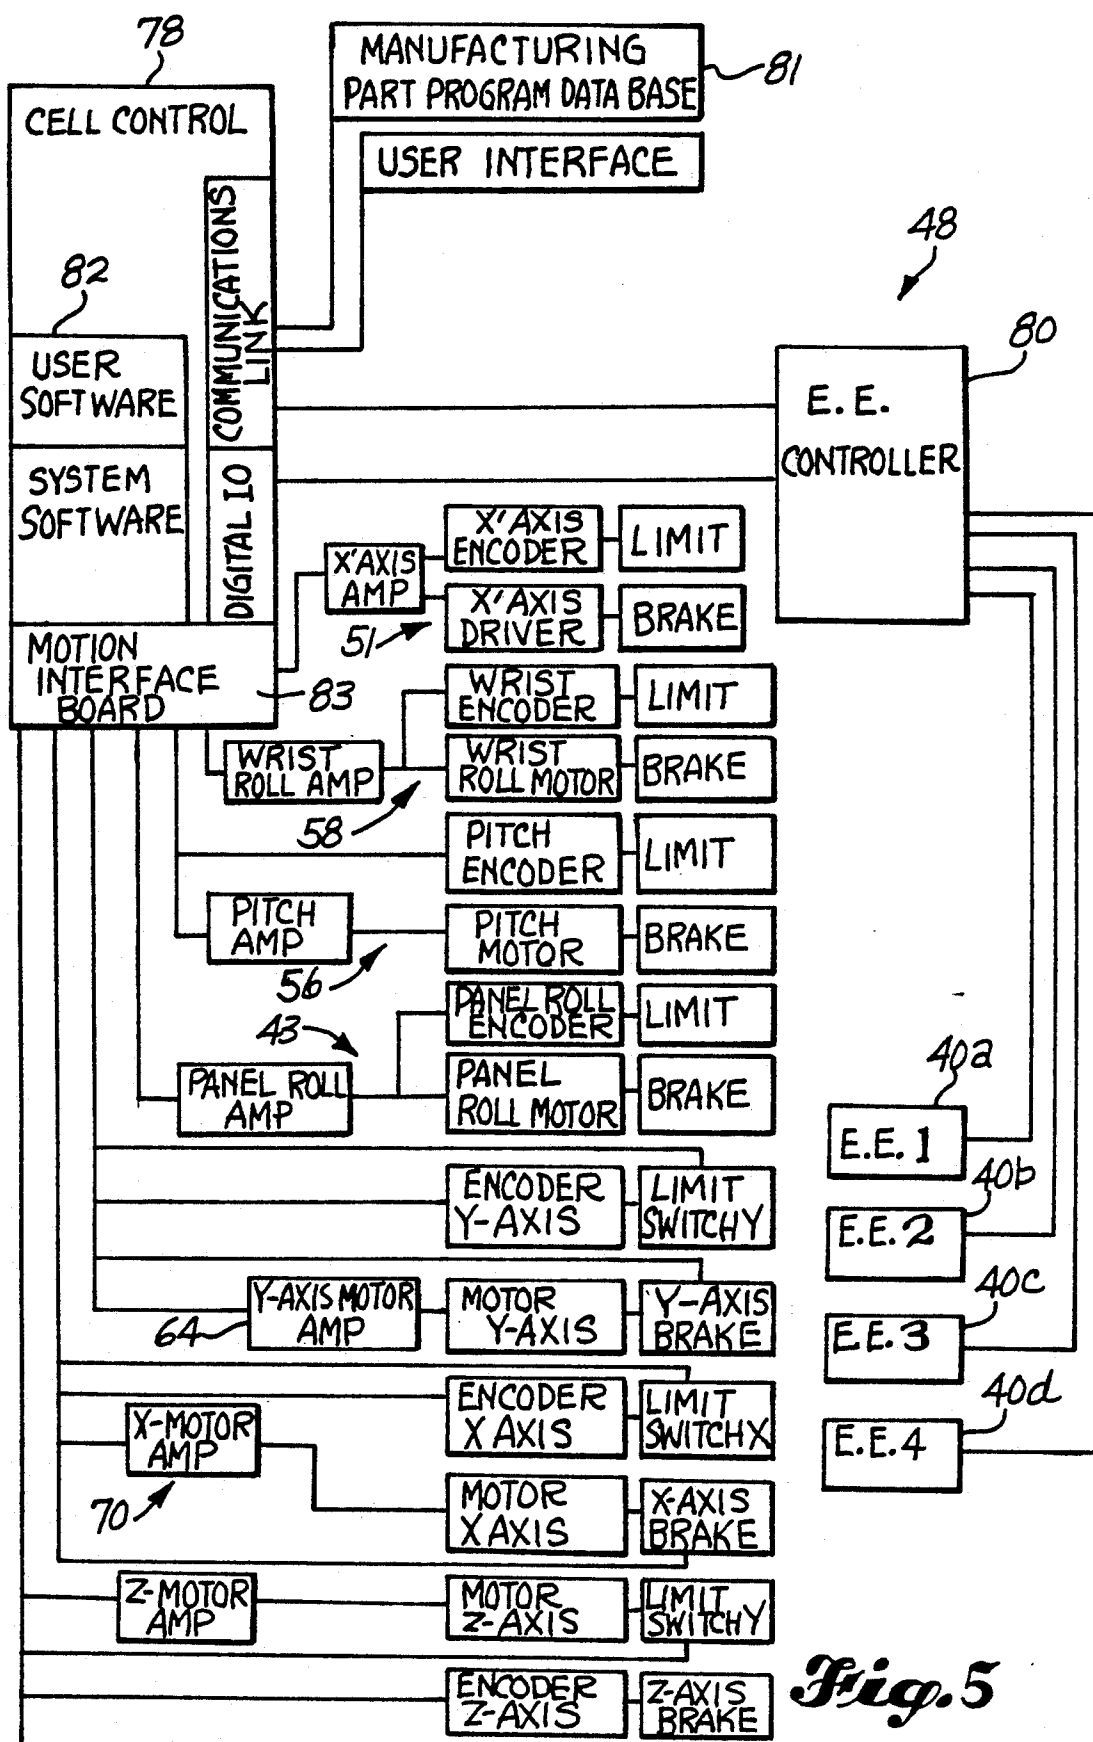 78
MANUFACTURING
PART PROGRAM DATA BASE
81
CELL CONTROL
USER INTERFACE
COMMUNICATIONS
LINK
48
82
80
USER
SOFTWARE
E. E.
CONTROLLER
SYSTEM
SOFTWARE
DIGITAL IO
X' AXIS
ENCODER
LIMIT
X'AXIS
AMP
X' AXIS
DRIVER
BRAKE
51
MOTION
INTERFACE
BOARD
83
WRIST
ENCODER
LIMIT
WRIST
ROLL AMP
WRIST
ROLL MOTOR
BRAKE
58
PITCH
ENCODER
LIMIT
PITCH
AMP
PITCH
MOTOR
BRAKE
56
PANEL ROLL
ENCODER
LIMIT
43
PANEL ROLL
AMP
PANEL
ROLL MOTOR
BRAKE
40a
E.E.1
40b
ENCODER
Y-AXIS
LIMIT
SWITCHY
E.E.2
Y-AXIS MOTOR
AMP
64
MOTOR
Y-AXIS
Y-AXIS
BRAKE
40c
E.E.3
ENCODER
X AXIS
LIMIT
SWITCHX
40d
E.E.4
X-MOTOR
AMP
70
MOTOR
X AXIS
X-AXIS
BRAKE
Z-MOTOR
AMP
MOTOR
Z-AXIS
LIMIT
SWITCHY
ENCODER
Z-AXIS
Z-AXIS
BRAKE
Fig. 5